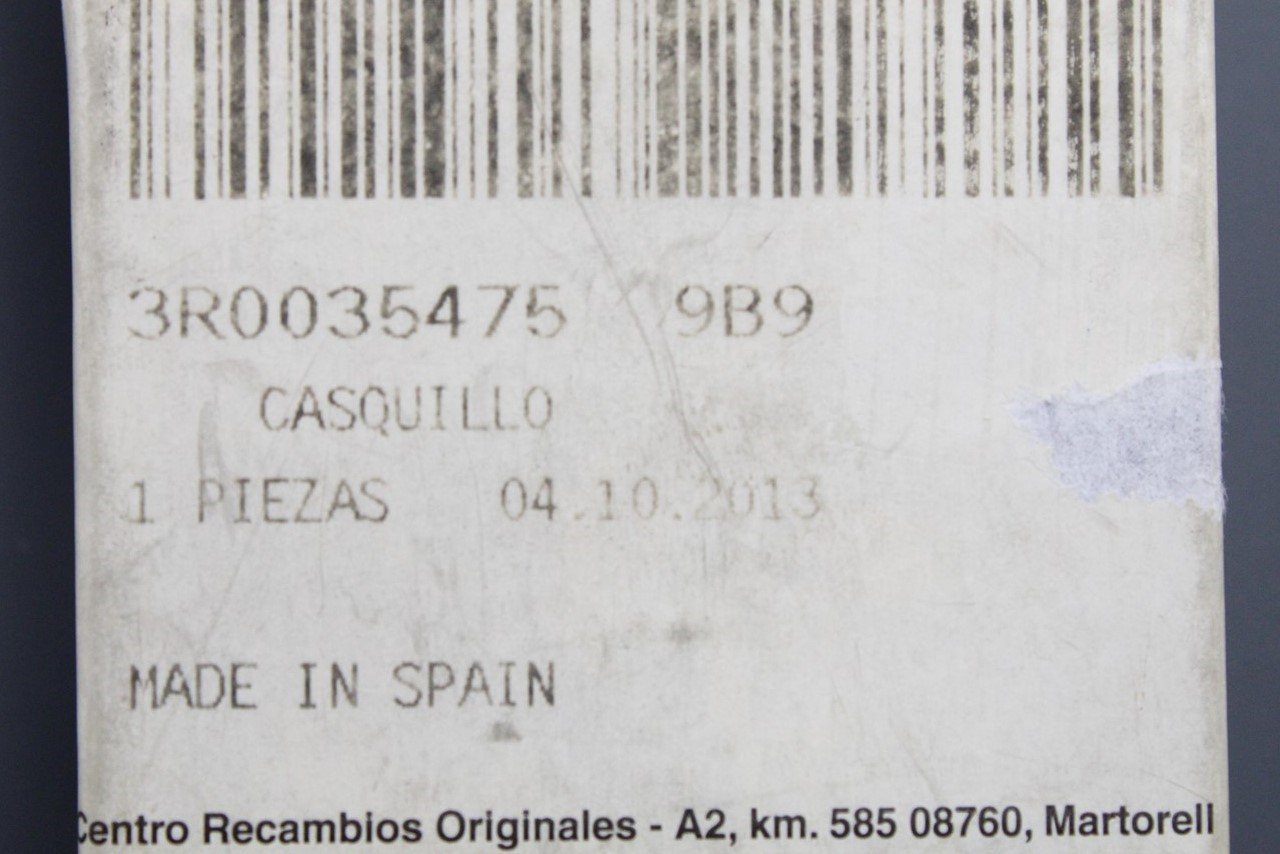 3R0035475 9B9
CASQUILLO
1 PIEZAS 04.10.2013
MADE IN SPAIN
Centro Recambios Originales - A2, km. 585 08760, Martorell